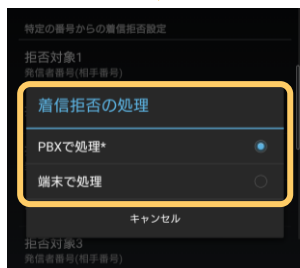 特定の番号からの着信拒否設定
拒否対象1
発信者番号(相手番号)
着信拒否の処理
PBXで処理*
端末で処理
キャンセル
拒否対象3
発信者番号(相手番号)